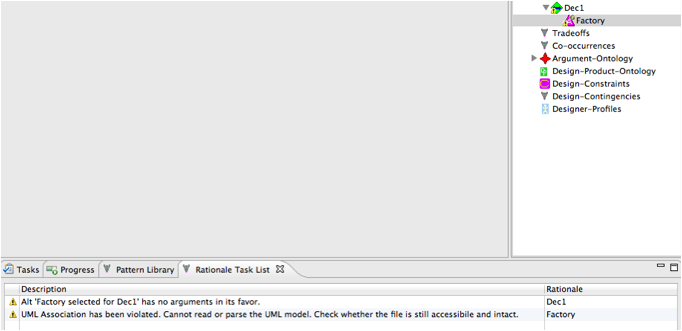 Dec1
Factory
Tradeoffs
Co-occurrences
Argument-Ontology
Design-Product-Ontology
Design-Constraints
Design-Contingencies
Designer-Profiles
Tasks Progress Pattern Library Rationale Task List
Description Rationale
Alt 'Factory selected for Dec1' has no arguments in its favor. Dec1
UML Association has been violated. Cannot read or parse the UML model. Check whether the file is still accessibile and intact. Factory